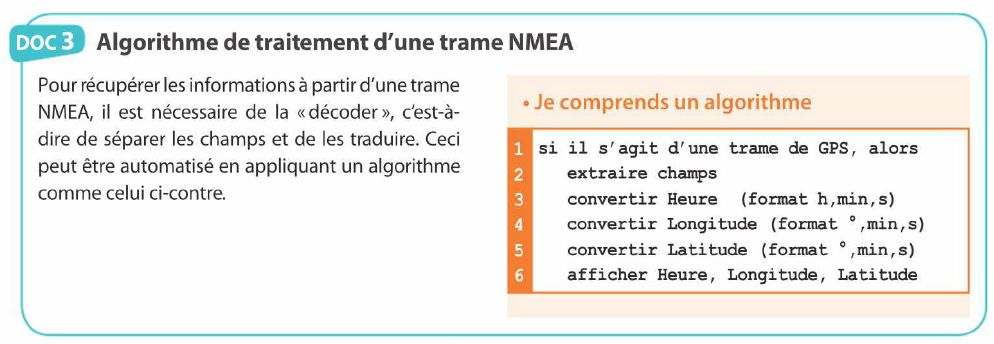 DOC 3 Algorithme de traitement d'une trame NMEA
Pour récupérer les informations à partir d'une trame
NMEA, il est nécessaire de la « décoder », c'est-à-
dire de séparer les champs et de les traduire. Ceci
peut être automatisé en appliquant un algorithme
comme celui ci-contre.
• Je comprends un algorithme
1 si il s'agit d'une trame de GPS, alors
2 extraire champs
3 convertir Heure (format h,min,s)
4 convertir Longitude (format °,min,s)
5 convertir Latitude (format °,min,s)
6 afficher Heure, Longitude, Latitude